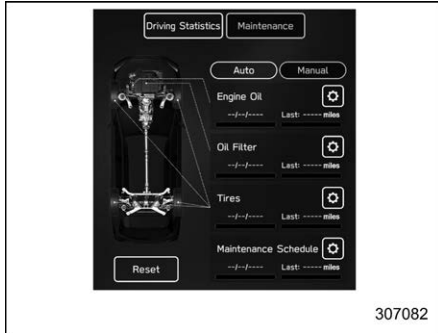 Driving Statistics Maintenance
Auto Manual
Engine Oil
--/--/---- Last: ----- miles
Oil Filter
--/--/---- Last: ----- miles
Tires
--/--/---- Last: ----- miles
Maintenance Schedule
--/--/---- Last: ----- miles
Reset
307082